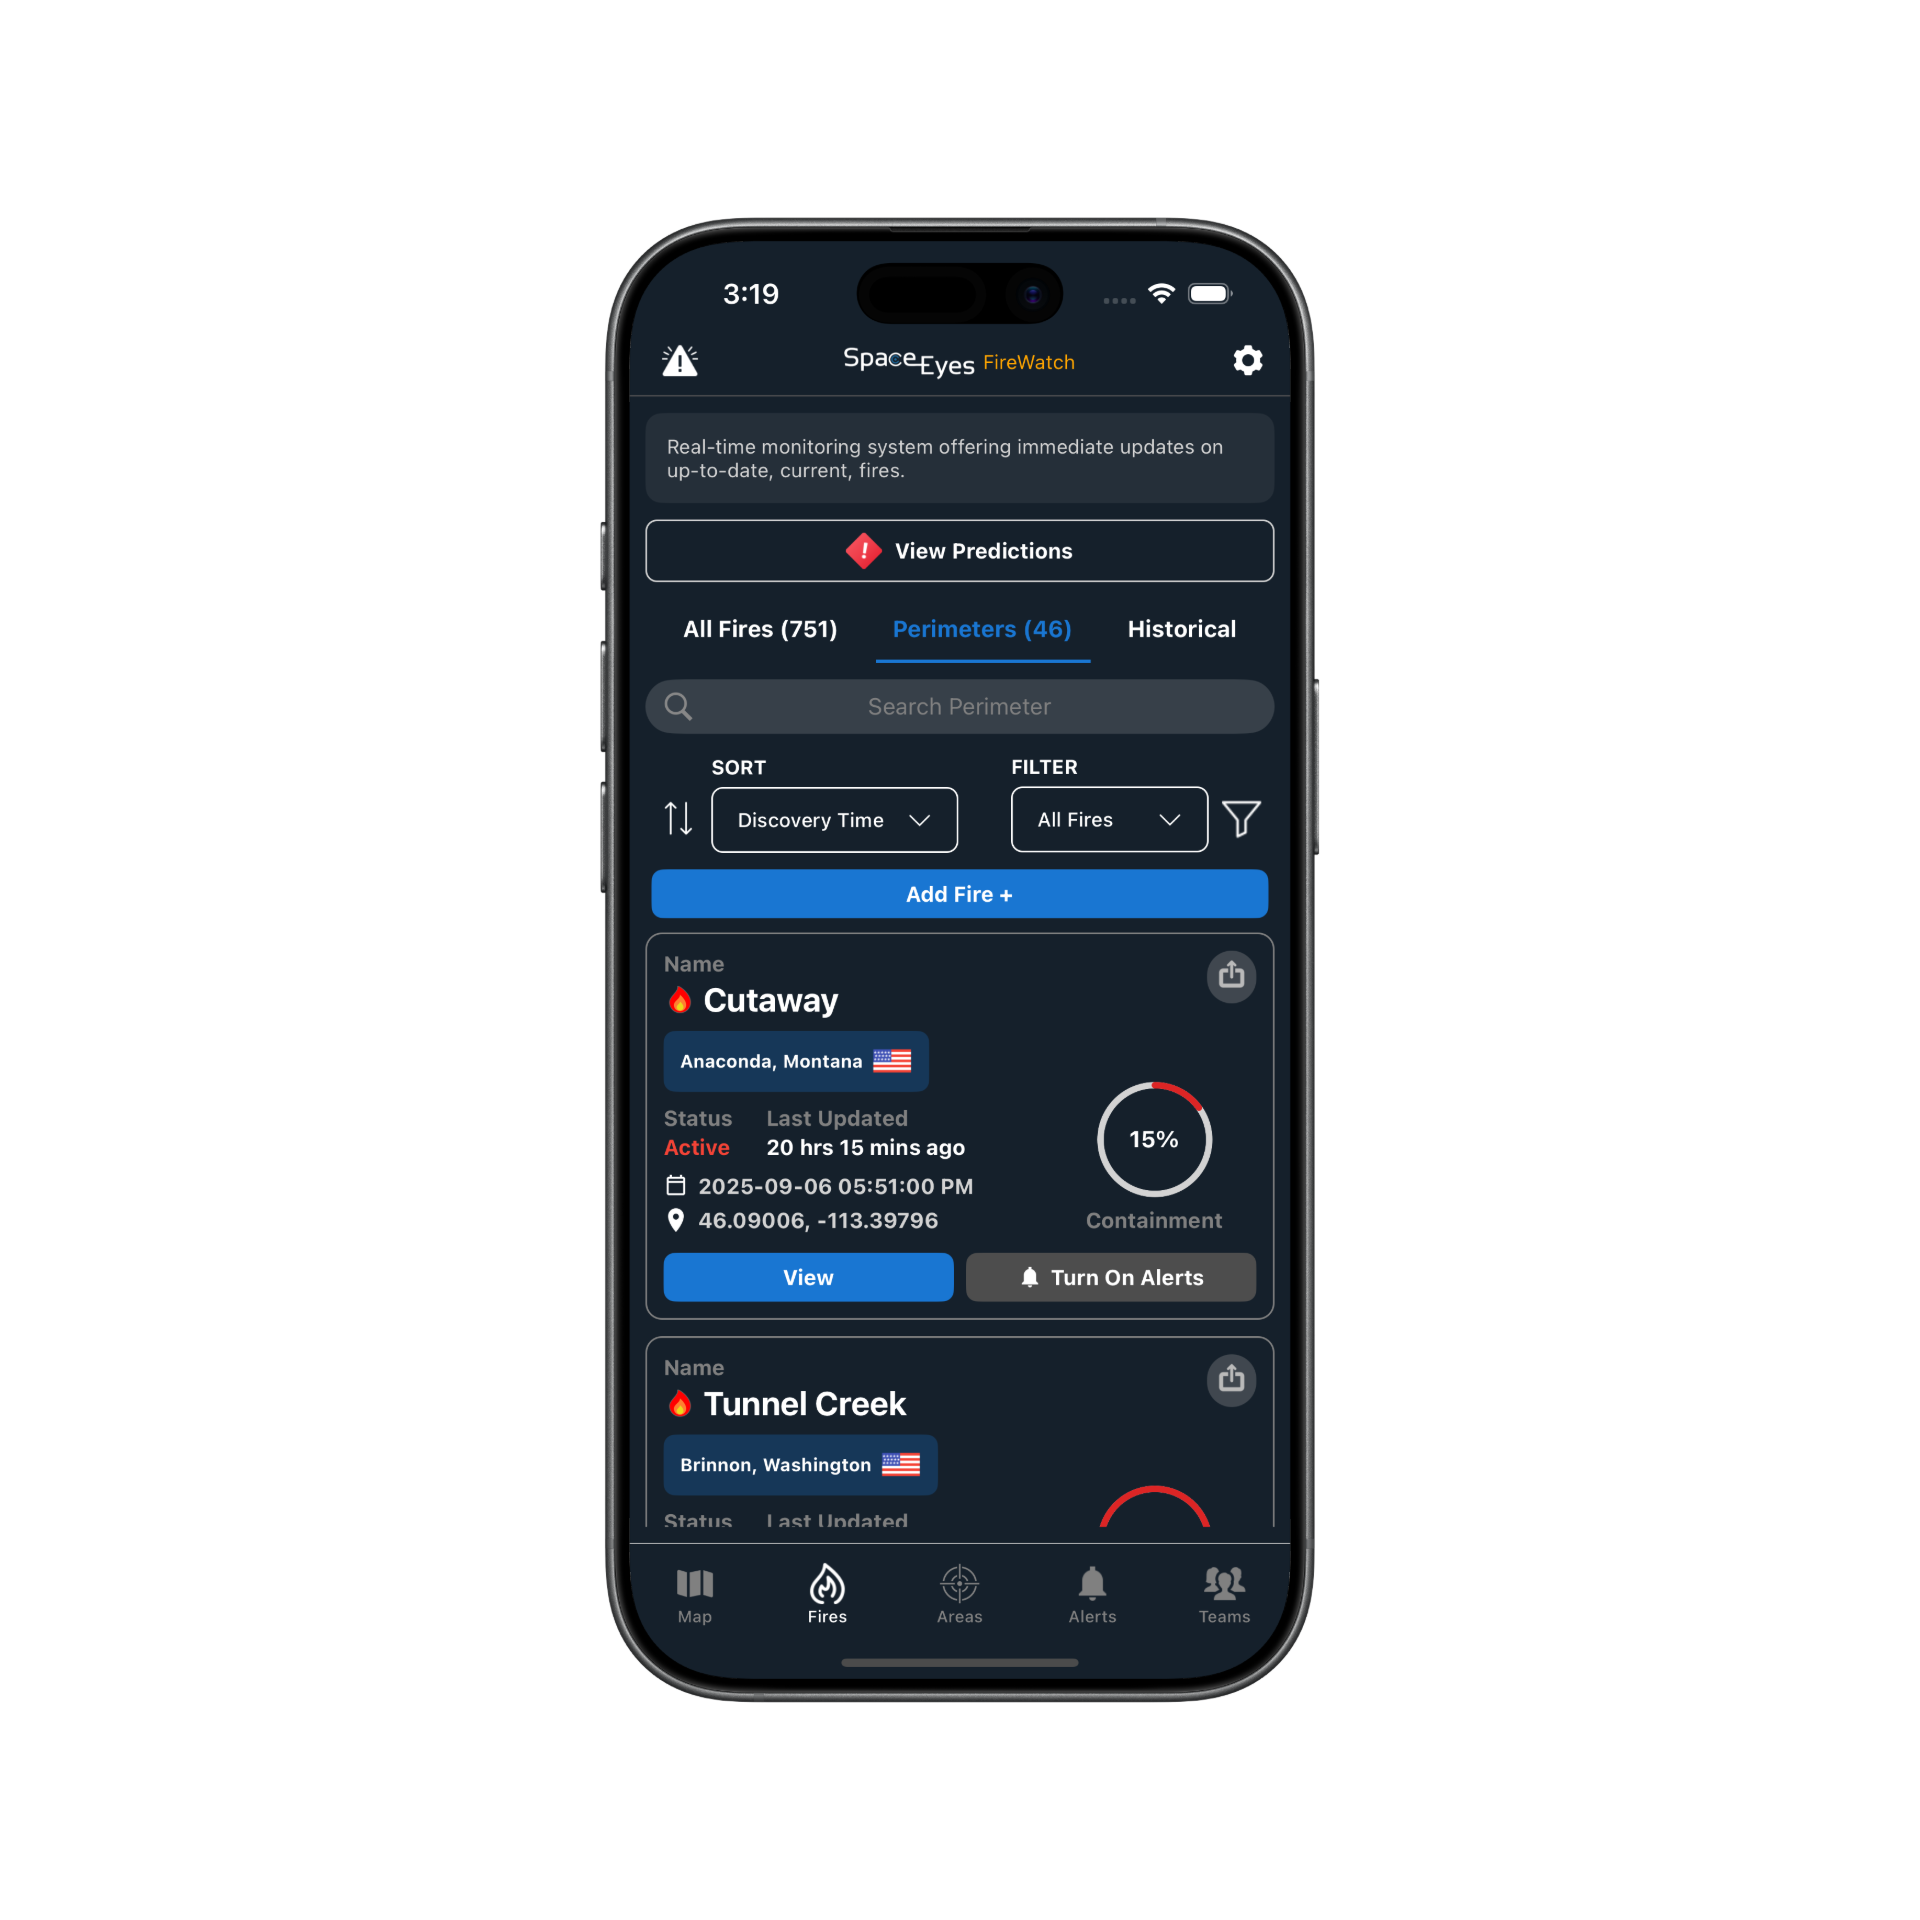 3:19
SpaceEyes FireWatch
Real-time monitoring system offering immediate updates on
up-to-date, current, fires.
View Predictions
All Fires (751) Perimeters (46) Historical
Search Perimeter
SORT FILTER
Discovery Time All Fires
Add Fire +
Name
Cutaway
Anaconda, Montana
Status Last Updated
Active 20 hrs 15 mins ago
15%
2025-09-06 05:51:00 PM
46.09006, -113.39796
Containment
View Turn On Alerts
Name
Tunnel Creek
Brinnon, Washington
Status Last Updated
Map Fires Areas Alerts Teams